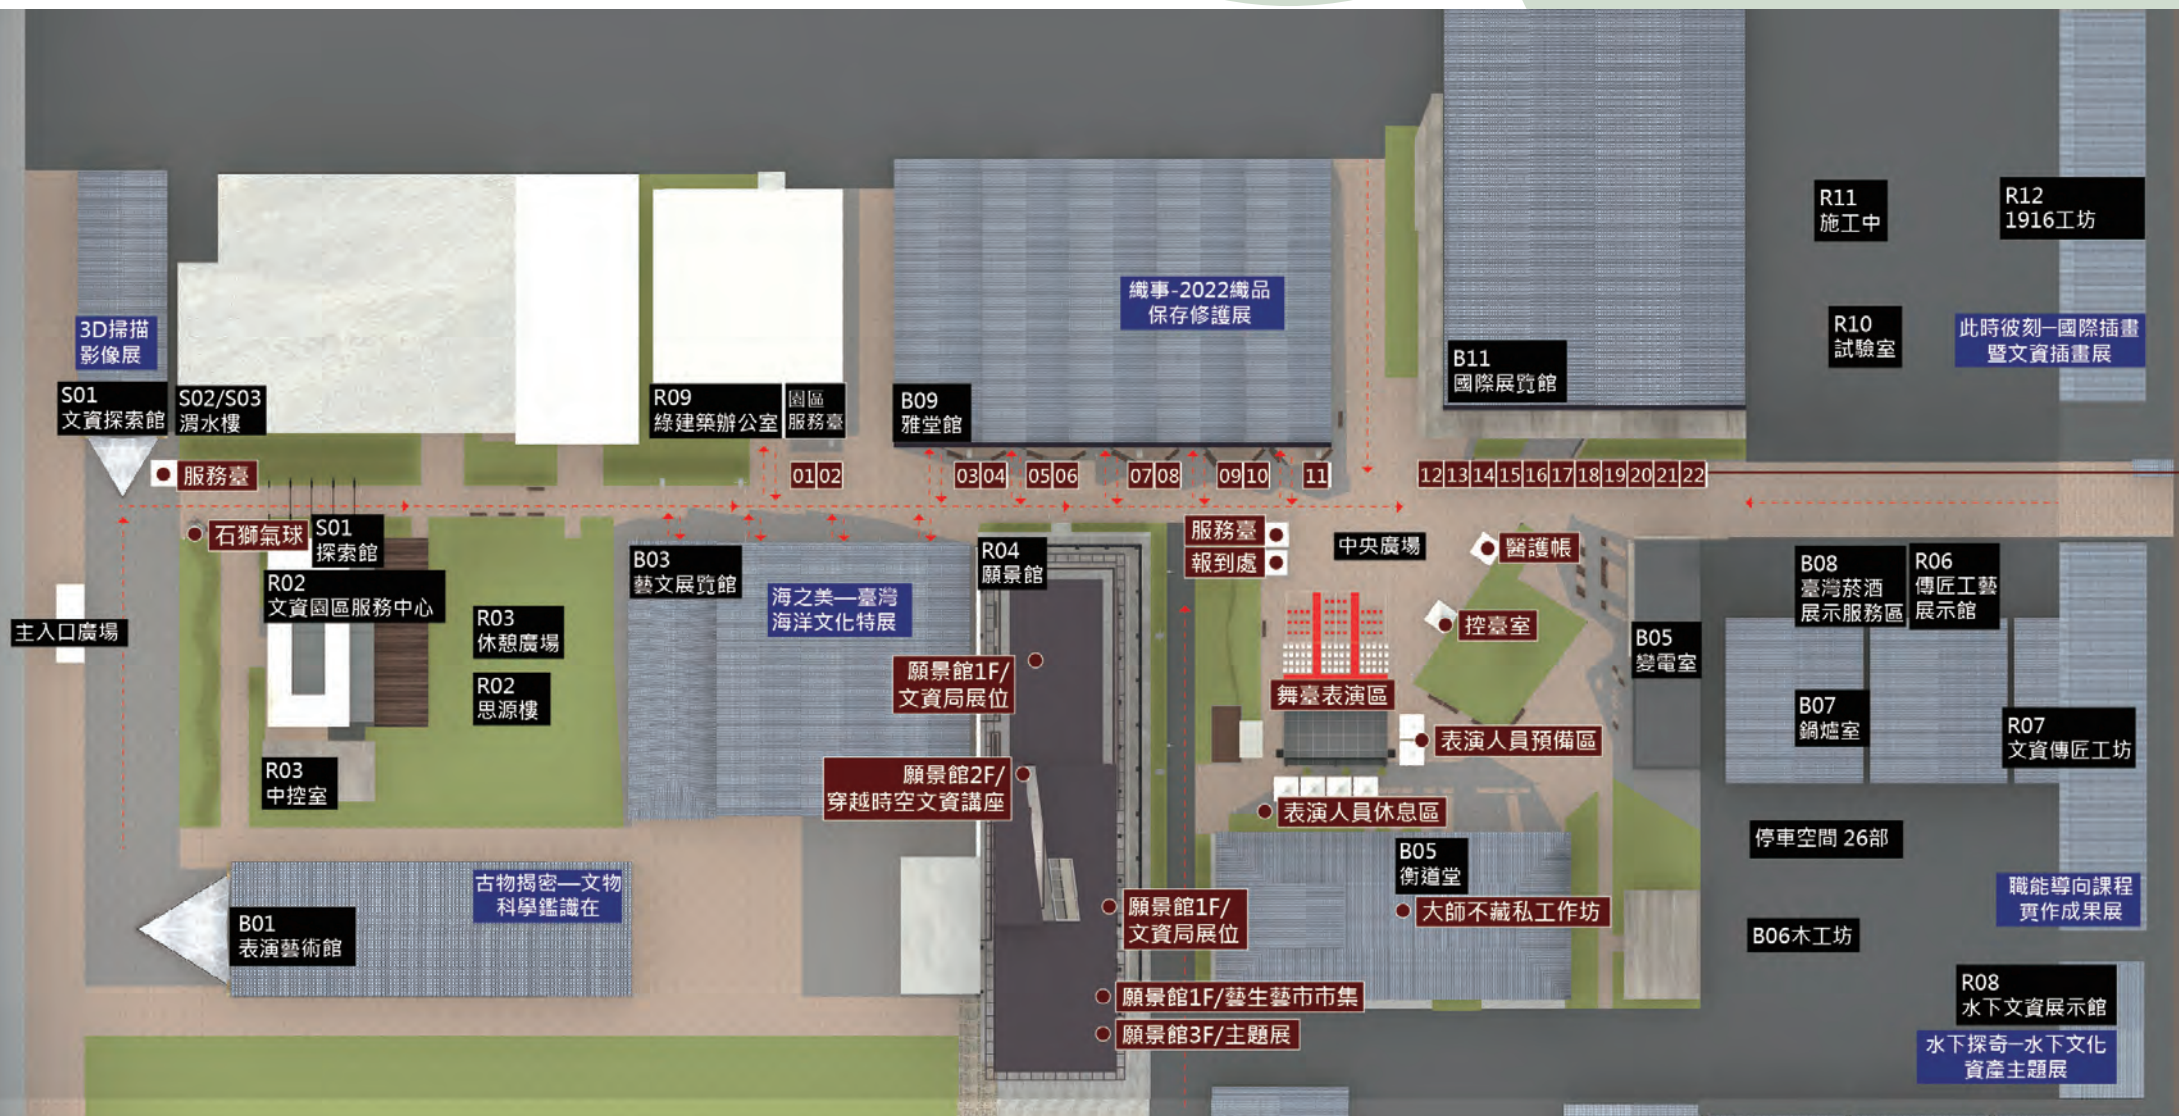 R11
施工中
R12
1916工坊
織事-2022織品
保存修護展
3D掃描
影像展
R10
試驗室
此時彼刻—國際插畫
暨文資插畫展
B11
國際展覽館
S01
文資探索館
S02/S03
渭水樓
R09
綠建築辦公室
園區
服務臺
B09
雅堂館
服務臺
01 02
03 04
05 06
07 08
09 10
11
12 13 14 15 16 17 18 19 20 21 22
石獅氣球
S01
探索館
R02
文資園區服務中心
B03
藝文展覽館
R04
願景館
服務臺
報到處
中央廣場
醫護帳
B08
臺灣菸酒
展示服務區
R06
傳匠工藝
展示館
海之美—臺灣
海洋文化特展
主入口廣場
R03
休憩廣場
控臺室
B05
變電室
願景館1F/
文資局展位
R02
思源樓
舞臺表演區
B07
鍋爐室
R07
文資傳匠工坊
表演人員預備區
R03
中控室
願景館2F/
穿越時空文資講座
表演人員休息區
停車空間 26部
B05
衡道堂
古物揭密—文物
科學鑑識在
職能導向課程
實作成果展
B01
表演藝術館
願景館1F/
文資局展位
大師不藏私工作坊
B06木工坊
願景館1F/藝生藝市市集
R08
水下文資展示館
願景館3F/主題展
水下探奇—水下文化
資產主題展